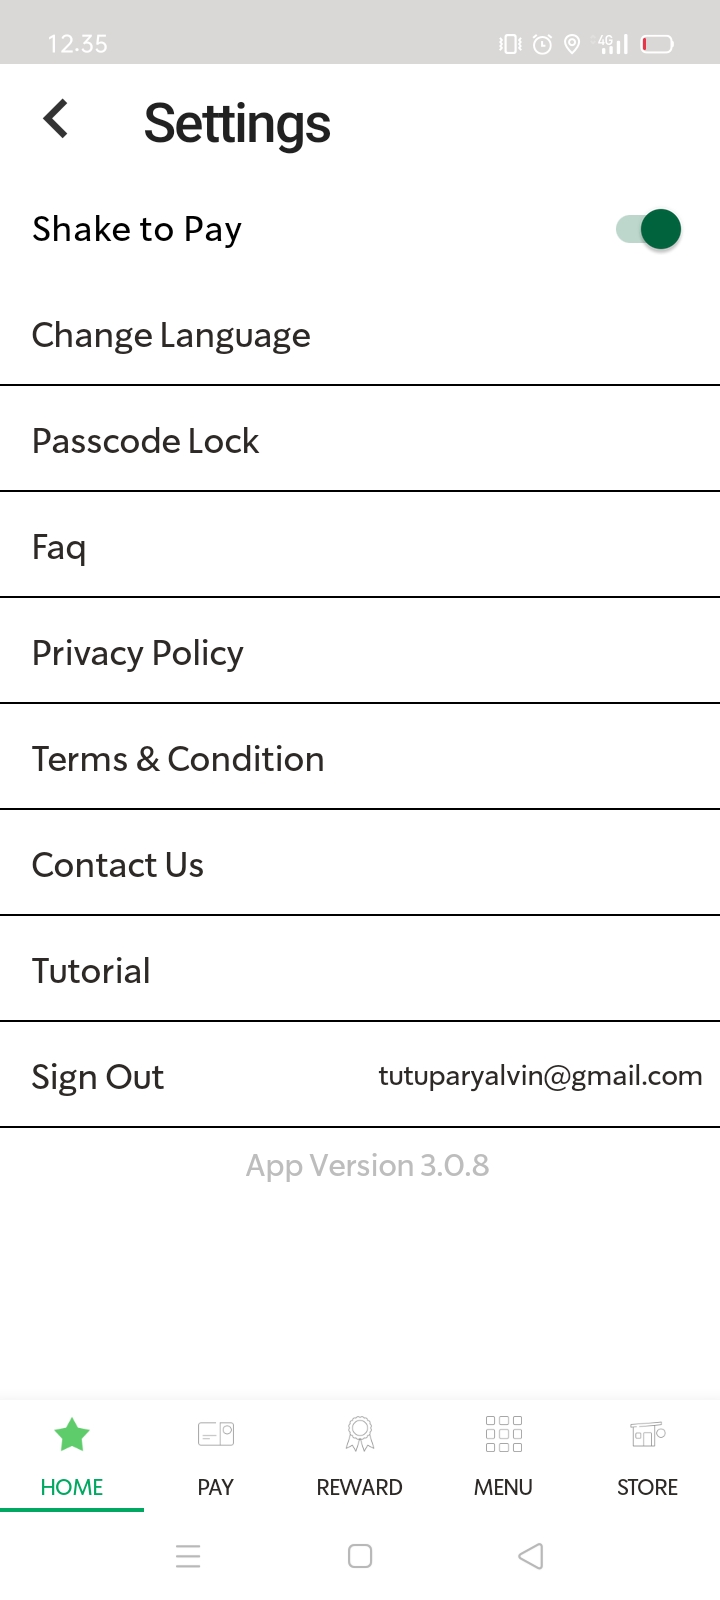 12.35
4G
Settings
Shake to Pay
Change Language
Passcode Lock
Faq
Privacy Policy
Terms & Condition
Contact Us
Tutorial
Sign Out tutuparyalvin@gmail.com
App Version 3.0.8
HOME PAY REWARD MENU STORE